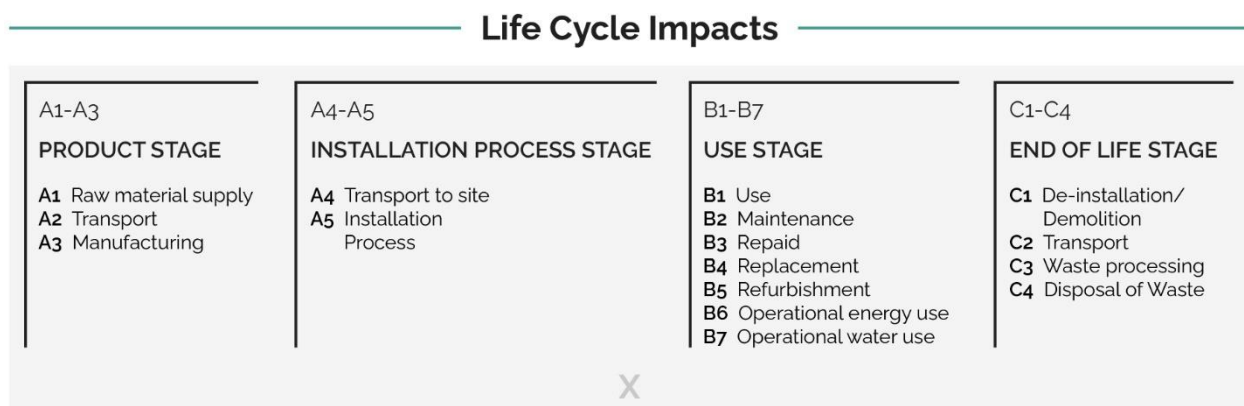 Life Cycle Impacts
A1-A3
PRODUCT STAGE
A1 Raw material supply
A2 Transport
A3 Manufacturing
A4-A5
INSTALLATION PROCESS STAGE
A4 Transport to site
A5 Installation
Process
B1-B7
USE STAGE
B1 Use
B2 Maintenance
B3 Repaid
B4 Replacement
B5 Refurbishment
B6 Operational energy use
B7 Operational water use
C1-C4
END OF LIFE STAGE
C1 De-installation/
Demolition
C2 Transport
C3 Waste processing
C4 Disposal of Waste
X